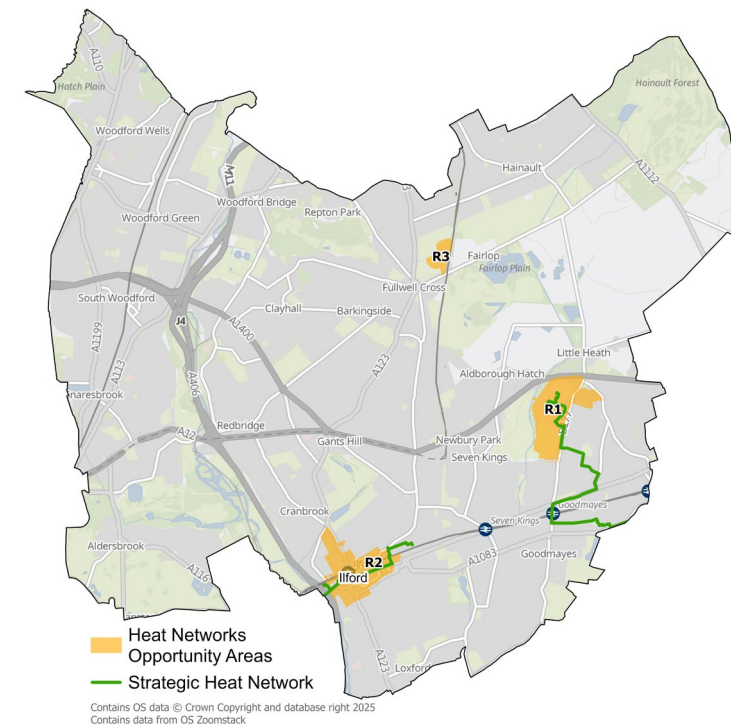 A110
Hatch Plain
Hainault Forest
Woodford Wells
M11
Hainault
A1112
Woodford Bridge
Repton Park
Woodford Green
R3
Fairlop
Fairlop Plain
Fullwell Cross
South Woodford
Clayhall
Barkingside
J4
A1400
A1199
Little Heath
A113
A123
Aldborough Hatch
A406
R1
Redbridge
A12
Gants Hill
Newbury Park
Seven Kings
Cranbrook
Goodmayes
Seven Kings
Aldersbrook
R2
Ilford
A1083
Goodmayes
A116
Heat Networks
Opportunity Areas
A123
Loxford
Strategic Heat Network
Contains OS data © Crown Copyright and database right 2025
Contains data from OS Zoomstack